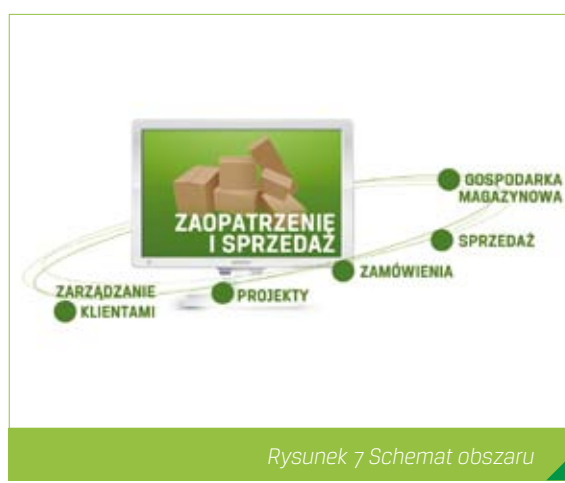 ZAOPATRZENIE
I SPRZEDAŻ
GOSPODARKA
MAGAZYNOWA
SPRZEDAŻ
ZAMÓWIENIA
PROJEKTY
ZARZĄDZANIE
KLIENTAMI
Rysunek 7 Schemat obszaru